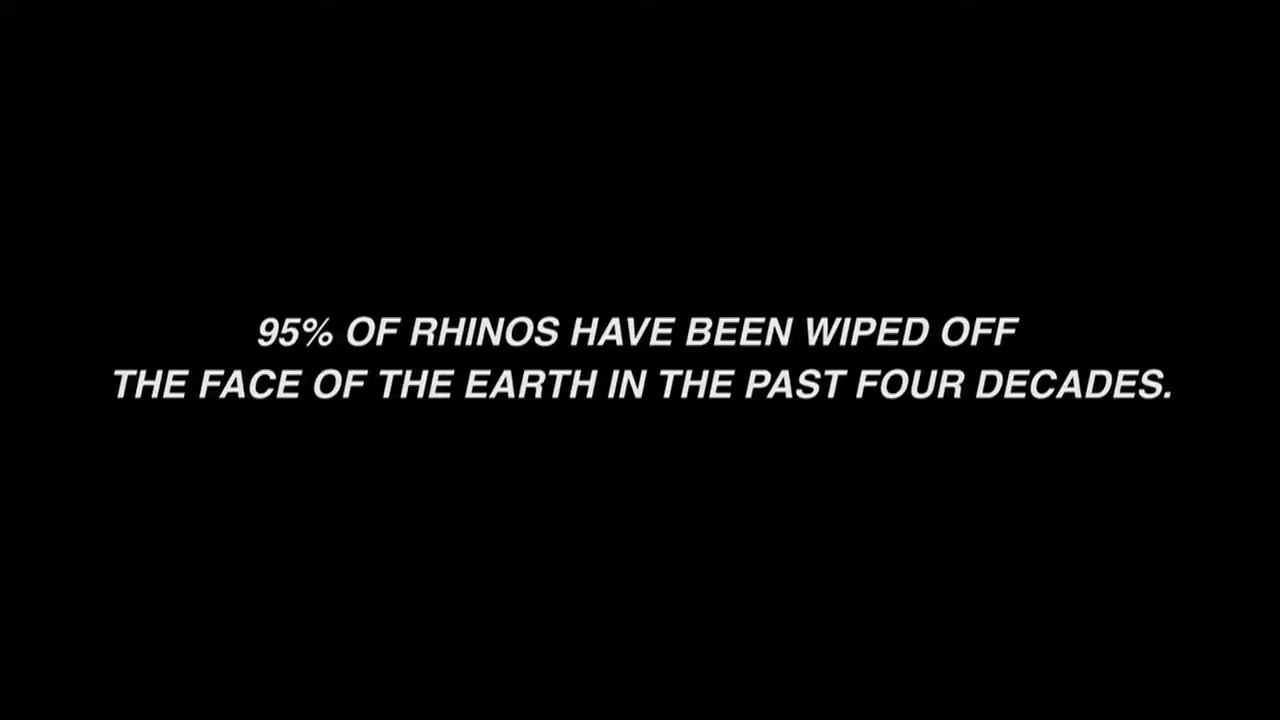 95% OF RHINOS HAVE BEEN WIPED OFF
THE FACE OF THE EARTH IN THE PAST FOUR DECADES.